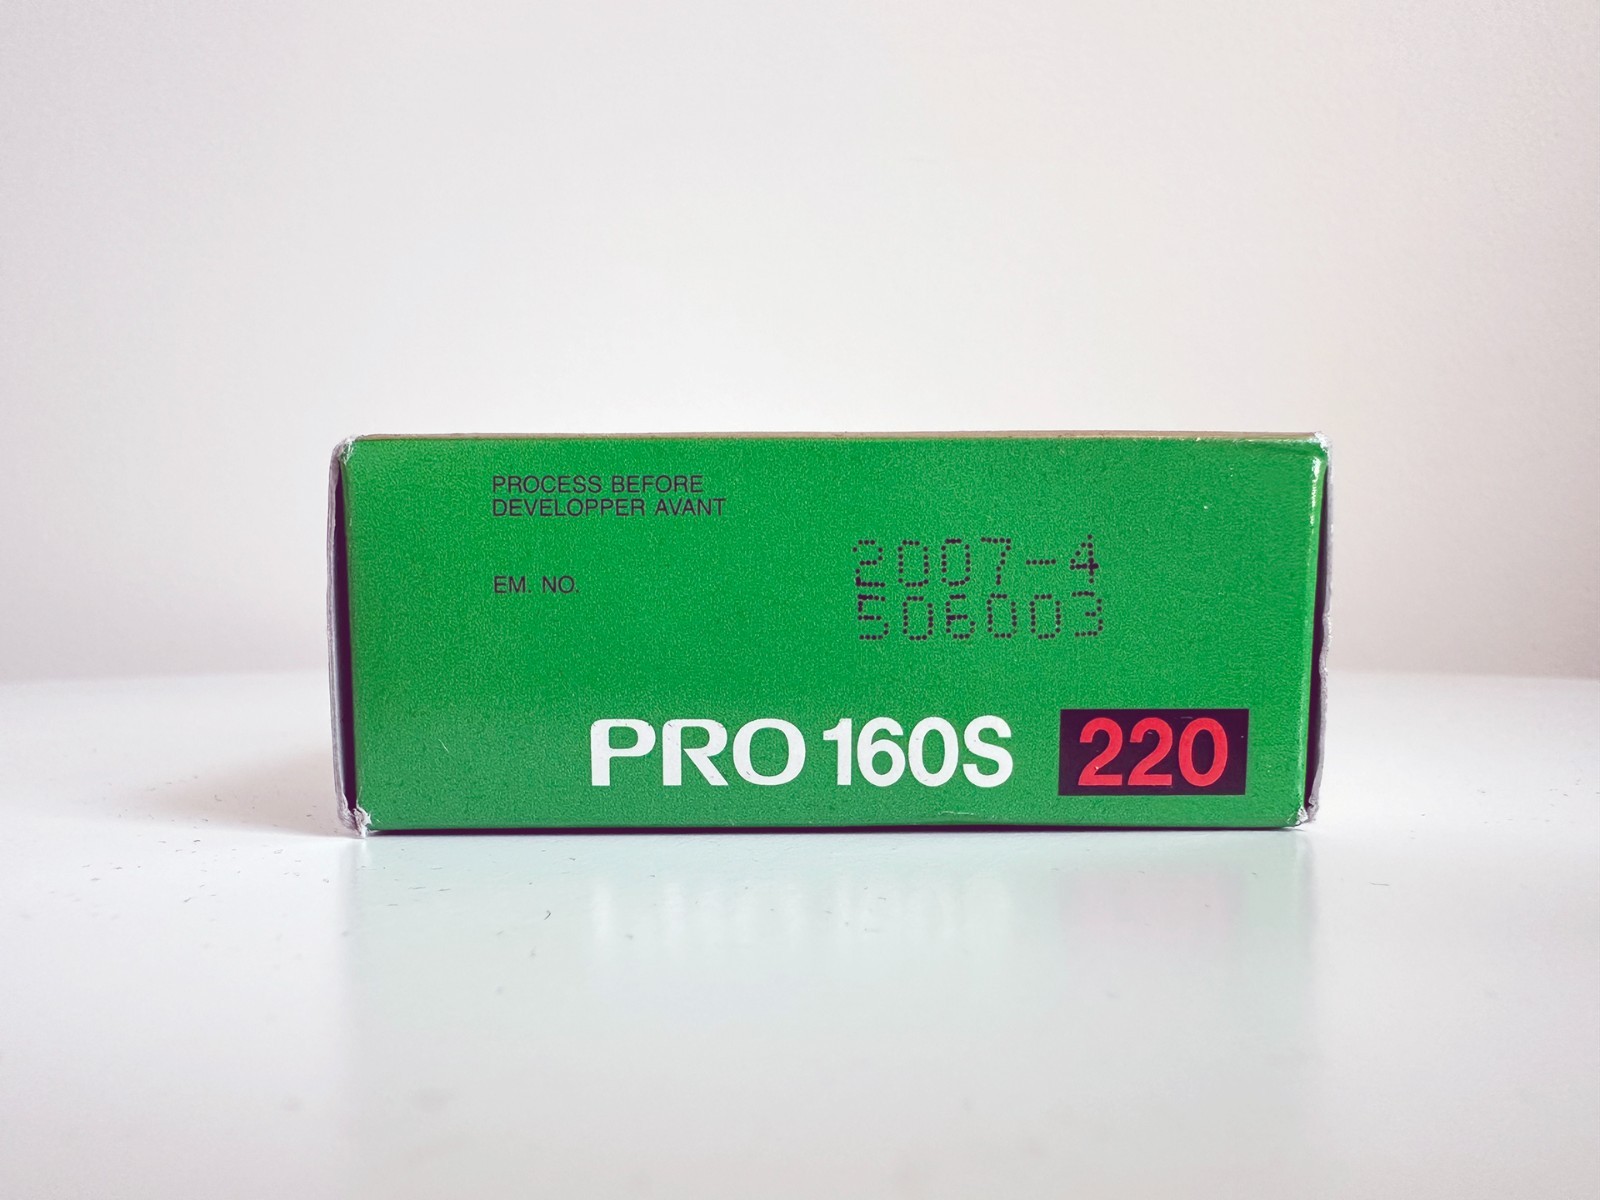 PROCESS BEFORE
DEVELOPPER AVANT
2007-4
EM. NO.
506003
PRO 160S 220